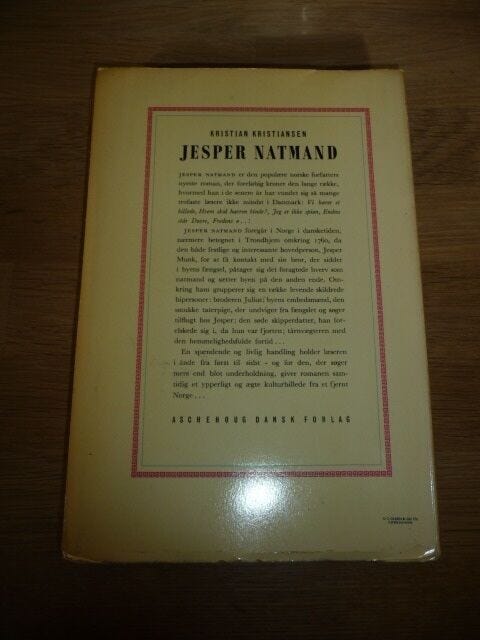 KRISTIAN KRISTIANSEN
JESPER NATMAND
JESPER NATMAND er den populære norske forfatters
nyeste roman, der foreløbig kroner den lange række,
hvormed han i de senere år har vundet sig så mange
trofaste læsere ikke mindst i Danmark: Vi bærer et
billede, Hvem skal bøtterne binde?, Jeg er ikke spion, Endnu
står Dovre, Fredens ø . . !
JESPER NATMAND foregår i Norge i dansketiden,
nærmere betegnet i Trondhjem omkring 1760, da
den både festlige og interessante hovedperson, Jesper
Munk, for at få kontakt med sin bror, der sidder
i byens fængsel, påtager sig det foragtede hverv som
natmand og sætter byen på den anden ende. Om-
kring ham grupperer sig en række levende skildrede
bipersoner: broderen Julius; byens embedsmænd, den
smukke taterpige, der undviger fra fængslet og søger
tilflugt hos Jesper; den søde skipperdatter, han for-
elskede sig i, da hun var fjorten; tårnvægteren med
den hemmelighedsfulde fortid . . .
En spændende og livlig handling holder læseren
i ånde fra først til sidst - og for den, der søger
mere end blot underholdning, giver romanen sam-
tidig et ypperligt og ægte kulturbillede fra et fjernt
Norge . . .
ASCHEHOUG DANSK FORLAG